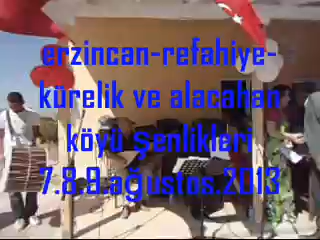 erzincan-refahiye-
kürelik ve alacahan
köyü şenlikleri
7.8.9.ağustos.2013